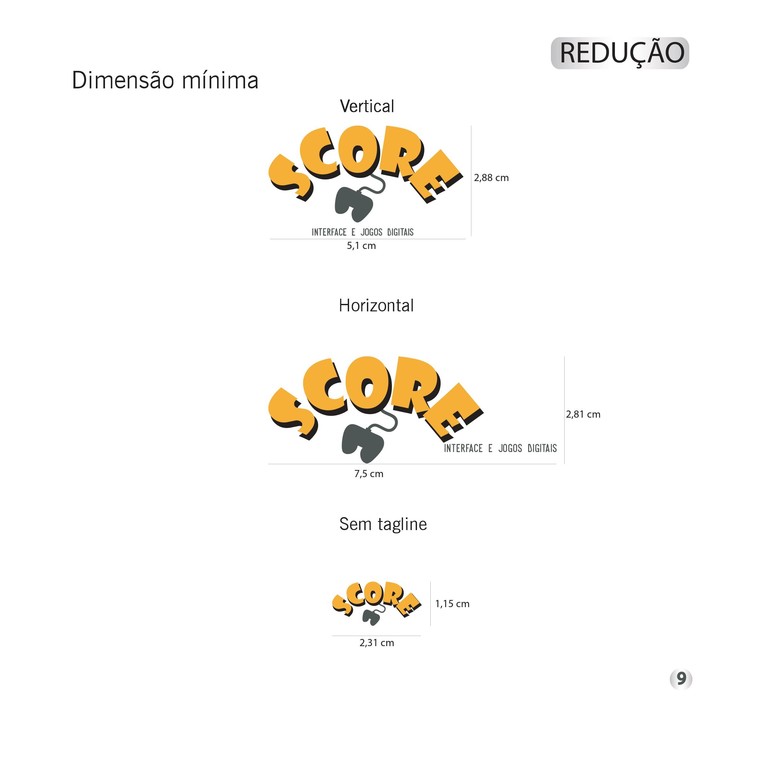 REDUÇÃO
Dimensão mínima
Vertical
SCORE
2,88 cm
INTERFACE E JOGOS DIGITAIS
5,1 cm
Horizontal
SCORE
2,81 cm
INTERFACE E JOGOS DIGITAIS
7,5 cm
Sem tagline
SCORE
1,15 cm
2,31 cm
9